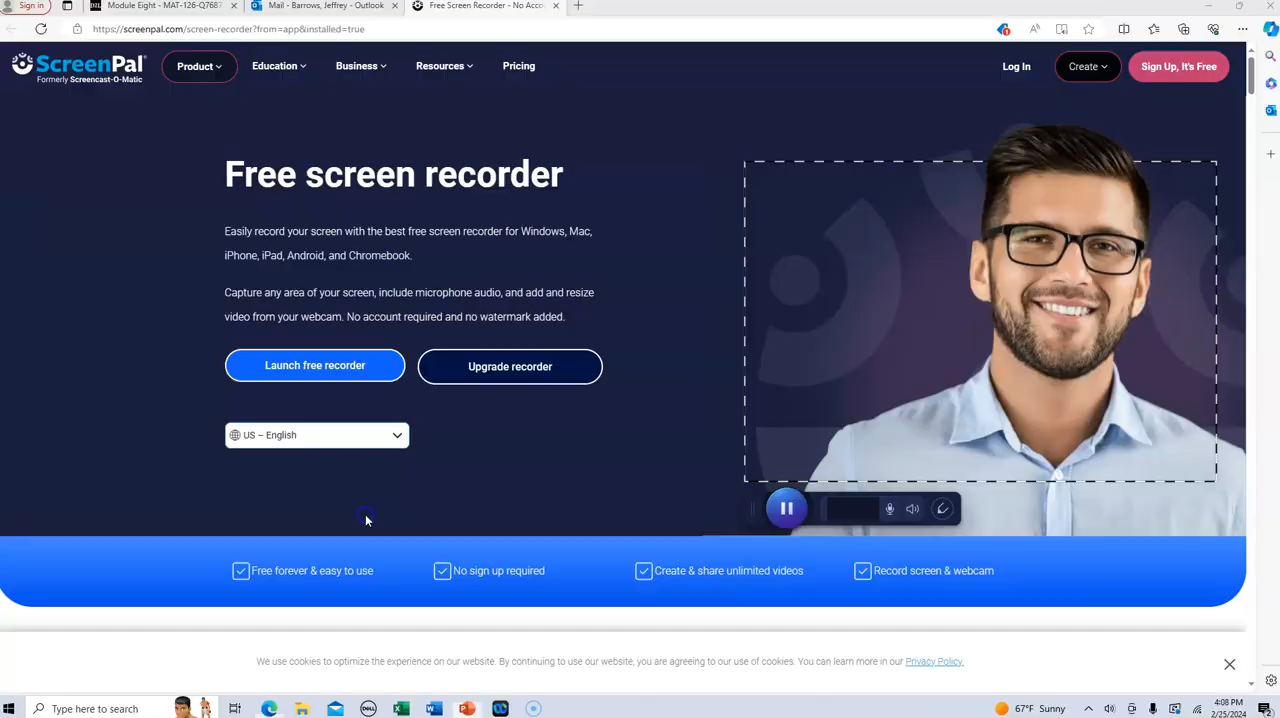 Sign in
Module Eight - MAT-126-Q7687
Mail - Barrows, Jeffrey - Outlook
Free Screen Recorder - No Acco
https://screenpal.com/screen-recorder?from=app&installed=true
ScreenPal
Formerly Screencast-O-Matic
Product
Education
Business
Resources
Pricing
Log In
Create
Sign Up, It's Free
Free screen recorder
Easily record your screen with the best free screen recorder for Windows, Mac,
iPhone, iPad, Android, and Chromebook.
Capture any area of your screen, include microphone audio, and add and resize
video from your webcam. No account required and no watermark added.
Launch free recorder
Upgrade recorder
US – English
Free forever & easy to use
No sign up required
Create & share unlimited videos
Record screen & webcam
We use cookies to optimize the experience on our website. By continuing to use our website, you are agreeing to our use of cookies. You can learn more in our Privacy Policy.
Type here to search
67°F Sunny
4:08 PM
2/25/2024